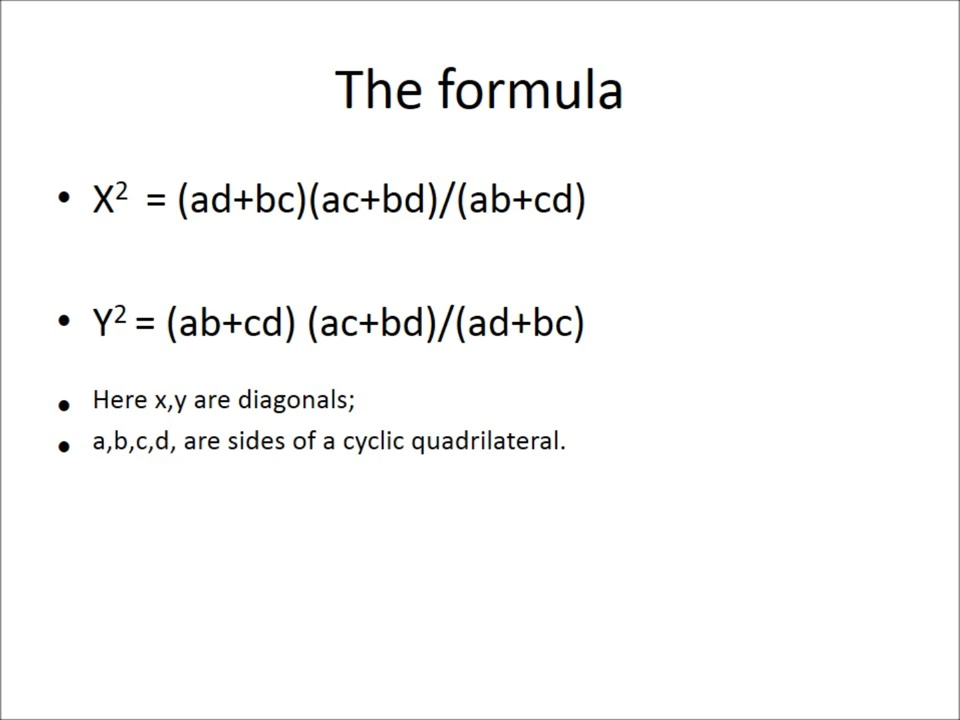 The formula
• X² = (ad+bc)(ac+bd)/(ab+cd)
• Y² = (ab+cd) (ac+bd)/(ad+bc)
• Here x,y are diagonals;
• a,b,c,d, are sides of a cyclic quadrilateral.